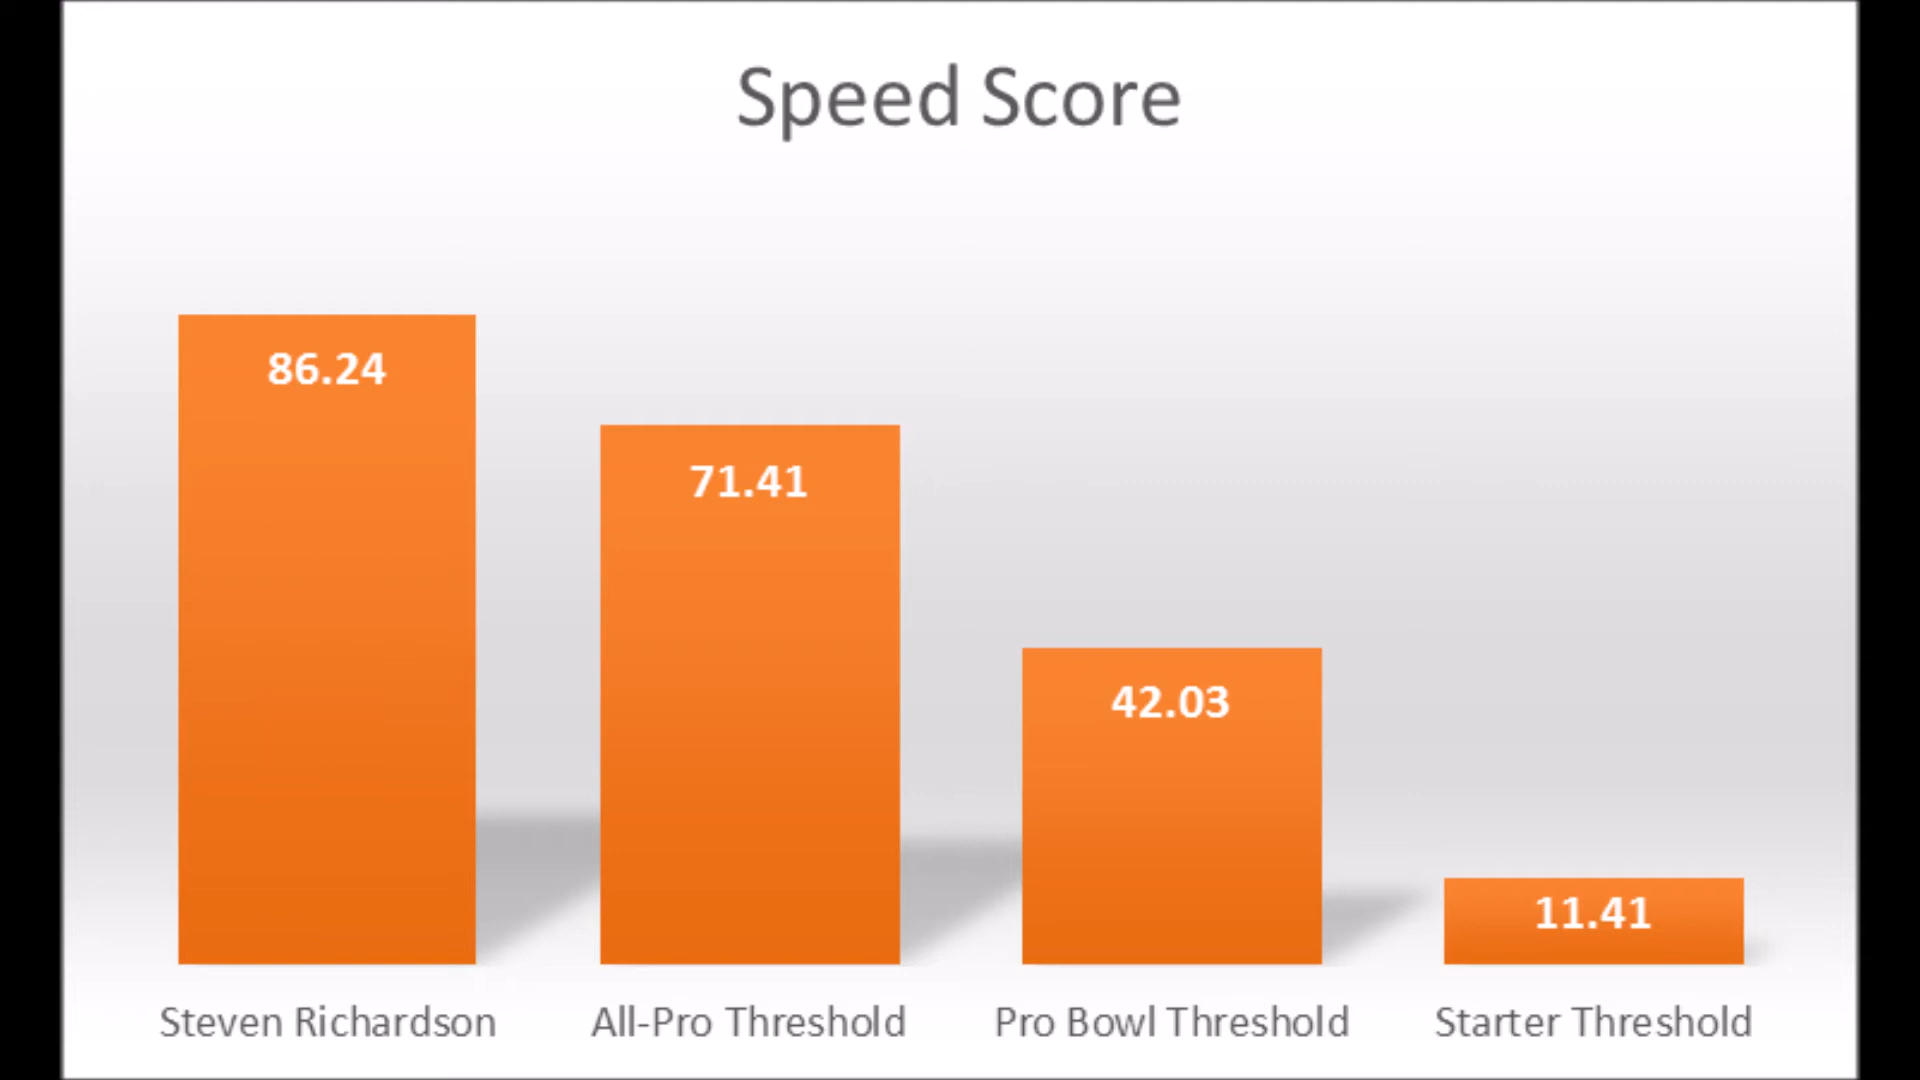 Speed Score
86.24
71.41
42.03
11.41
Steven Richardson
All-Pro Threshold
Pro Bowl Threshold
Starter Threshold